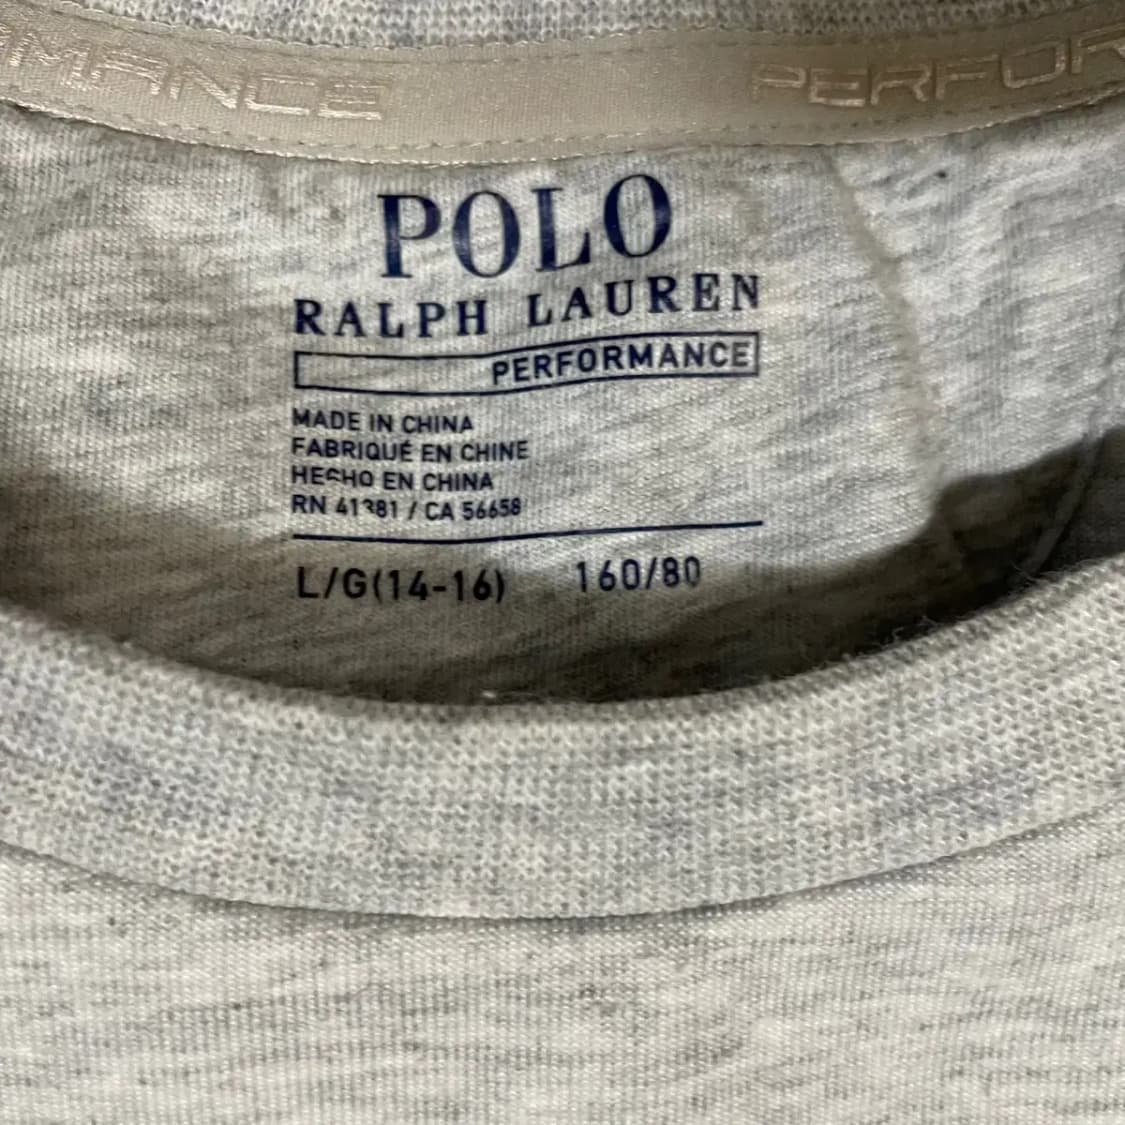 MANCE PERFOR
POLO
RALPH LAUREN
PERFORMANCE
MADE IN CHINA
FABRIQUÉ EN CHINE
HECHO EN CHINA
RN 41381 / CA 56658
L/G(14-16) 160/80